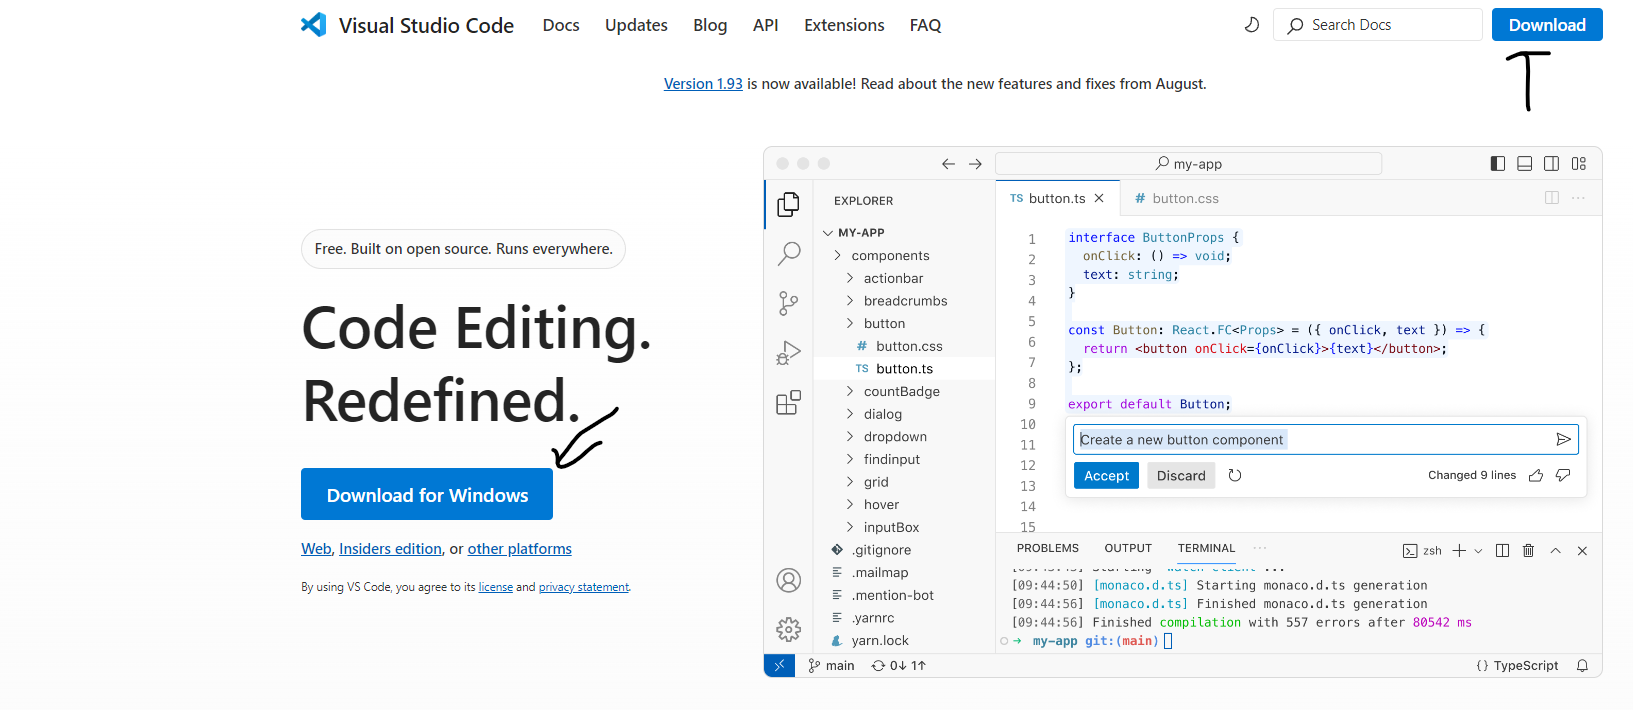 Visual Studio Code Docs Updates Blog API Extensions FAQ Search Docs Download
T
Version 1.93 is now available! Read about the new features and fixes from August.
Free. Built on open source. Runs everywhere.
Code Editing.
Redefined.
Download for Windows
Web, Insiders edition, or other platforms
By using VS Code, you agree to its license and privacy statement.
my-app
EXPLORER
MY-APP
components
actionbar
breadcrumbs
button
# button.css
TS button.ts
countBadge
dialog
dropdown
findinput
grid
hover
inputBox
.gitignore
.mailmap
.mention-bot
.yarnrc
yarn.lock
TS button.ts # button.css
1 interface ButtonProps {
2 onClick: () => void;
3 text: string;
4 }
5
6 const Button: React.FC<Props> = ({ onClick, text }) => {
7 return <button onClick={onClick}>{text}</button>;
8 };
9
10 export default Button;
11
12
13
14
15
Create a new button component
Accept Discard Changed 9 lines
PROBLEMS OUTPUT TERMINAL ... zsh
[09:44:50] [monaco.d.ts] Starting monaco.d.ts generation
[09:44:56] [monaco.d.ts] Finished monaco.d.ts generation
[09:44:56] Finished compilation with 557 errors after 80542 ms
my-app git:(main)
main 0↓ 1↑ {} TypeScript